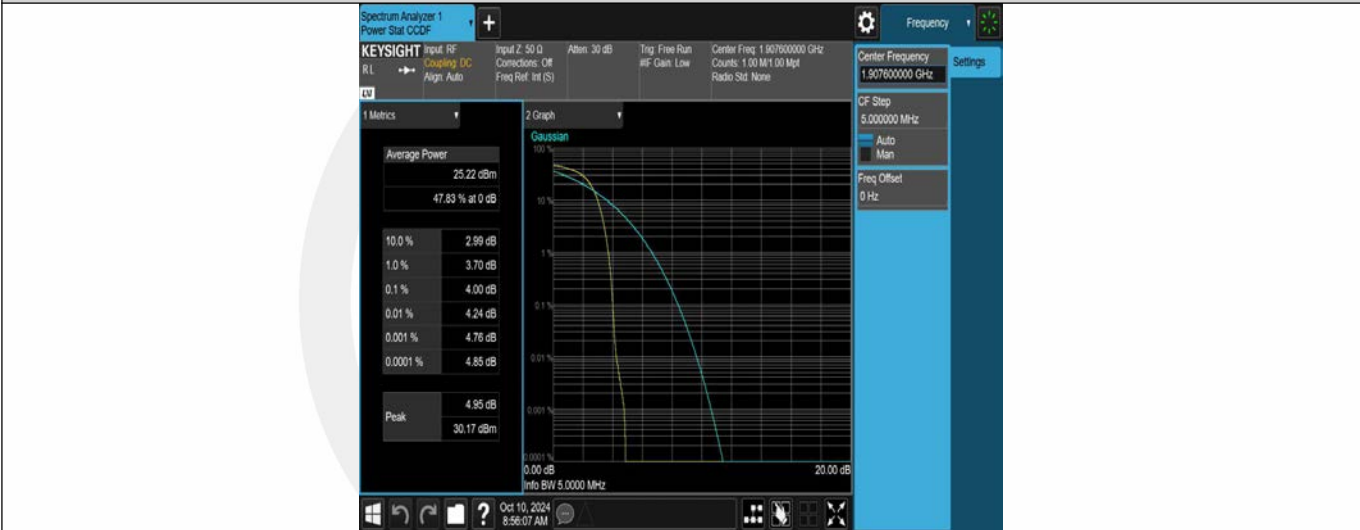 Spectrum Analyzer 1
Power Stat CCDF
+
Frequency
KEYSIGHT
RL
LXI
Input: RF
Coupling: DC
Align: Auto
Input Z: 50 Ω
Corrections: Off
Freq Ref: Int (S)
Atten: 30 dB
Trig: Free Run
#IF Gain: Low
Center Freq: 1.907600000 GHz
Counts: 1.00 M/1.00 Mpt
Radio Std: None
Center Frequency
1.907600000 GHz
Settings
CF Step
5.000000 MHz
Auto
Man
Freq Offset
0 Hz
1 Metrics
Average Power
25.22 dBm
47.83 % at 0 dB
10.0 % 2.99 dB
1.0 % 3.70 dB
0.1 % 4.00 dB
0.01 % 4.24 dB
0.001 % 4.76 dB
0.0001 % 4.85 dB
Peak
4.95 dB
30.17 dBm
2 Graph
Gaussian
100 %
10 %
1 %
0.1 %
0.01 %
0.001 %
0.0001 %
0.00 dB 20.00 dB
Info BW 5.0000 MHz
?
Oct 10, 2024
8:56:07 AM